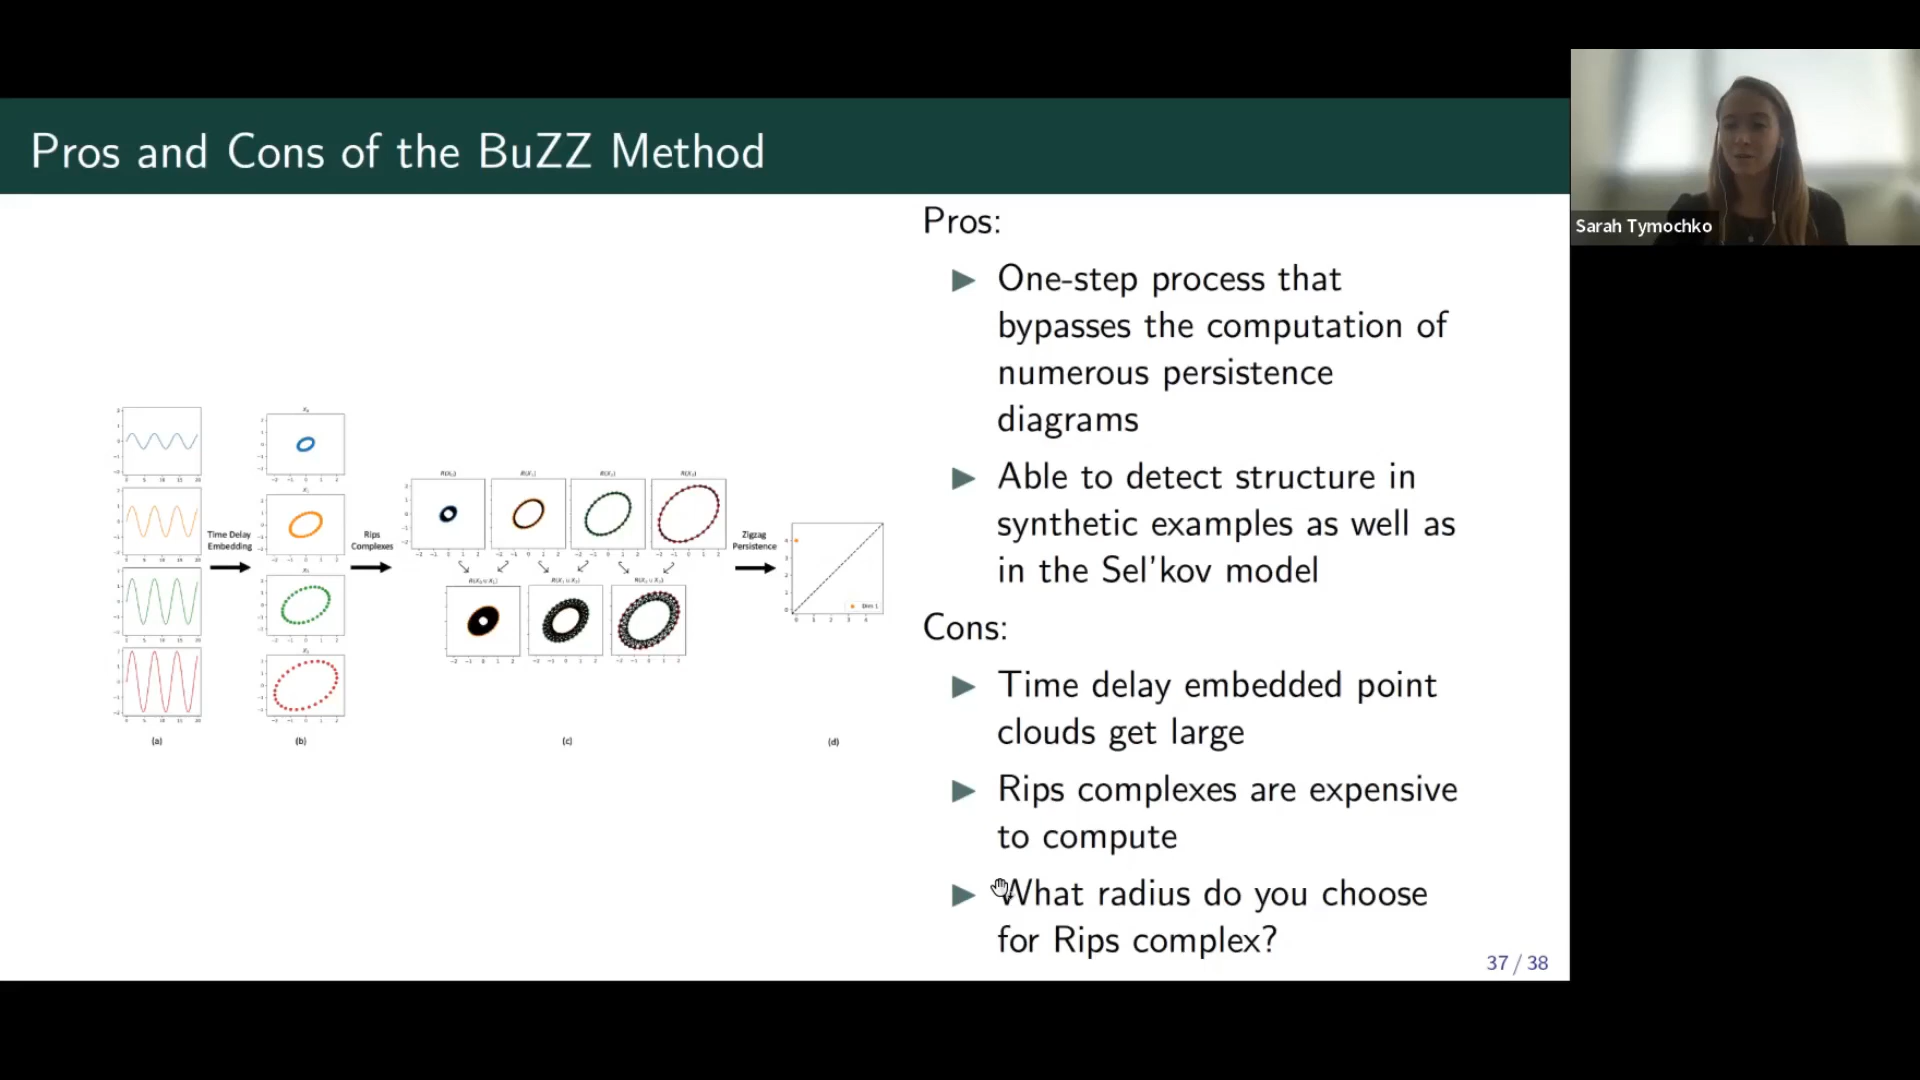 Pros and Cons of the BuZZ Method
Sarah Tymochko
Pros:
One-step process that
bypasses the computation of
numerous persistence
diagrams
Able to detect structure in
synthetic examples as well as
in the Sel'kov model
Cons:
Time delay embedded point
clouds get large
Rips complexes are expensive
to compute
What radius do you choose
for Rips complex?
Time Delay
Embedding
Rips
Complexes
Zigzag
Persistence
Dim 1
(a)
(b)
(c)
(d)
37 / 38